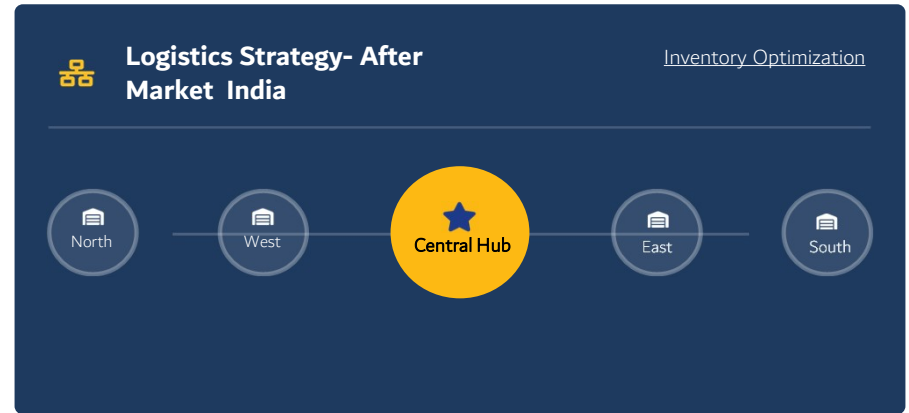 Logistics Strategy- After
Market India
Inventory Optimization
North
West
Central Hub
East
South